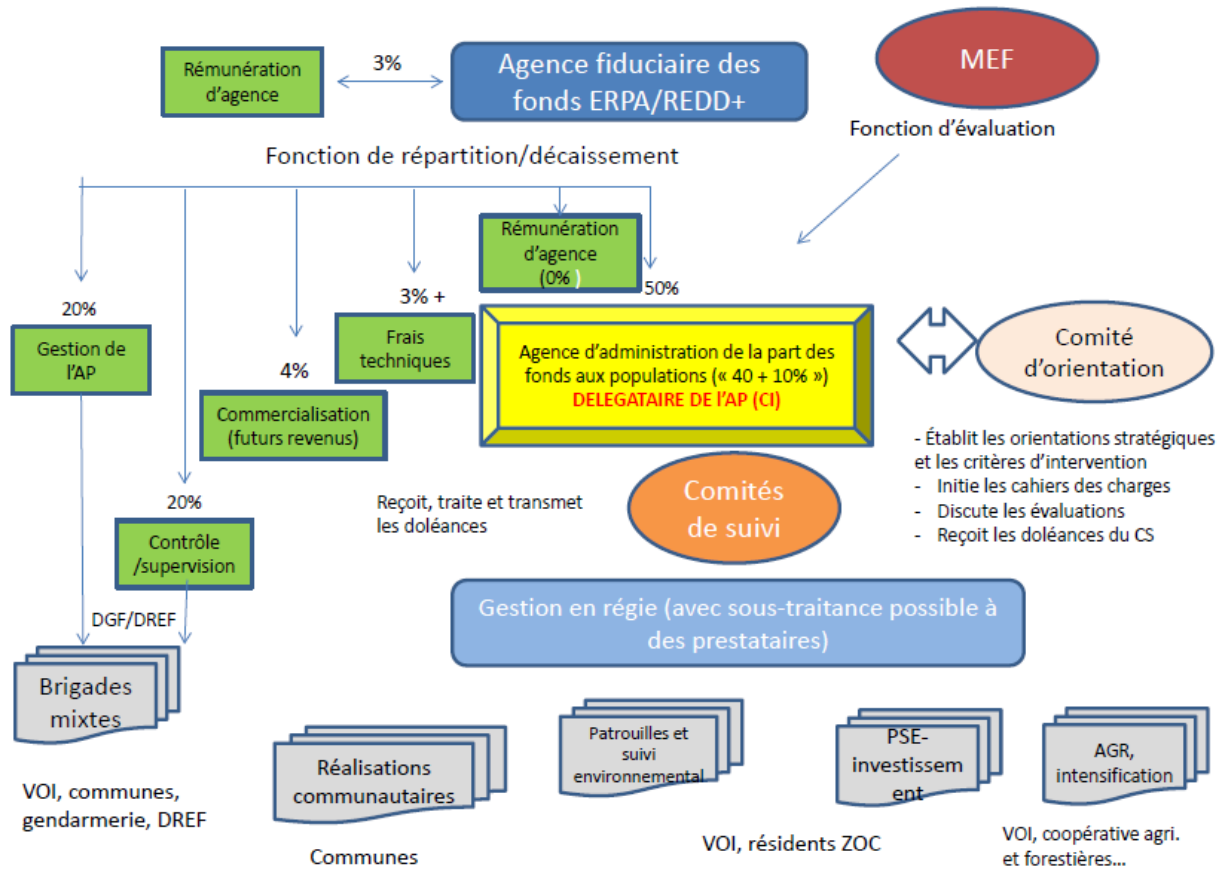 Rémunération
d'agence
3%
Agence fiduciaire des
fonds ERPA/REDD+
MEF
Fonction d'évaluation
Fonction de répartition/décaissement
Rémunération
d'agence
(0% )
50%
20%
Gestion de
l'AP
3% +
Frais
techniques
4%
Commercialisation
(futurs revenus)
Agence d'administration de la part des
fonds aux populations (« 40 + 10% »)
DELEGATAIRE DE l'AP (CI)
Comité
d'orientation
- Établit les orientations stratégiques
et les critères d'intervention
- Initie les cahiers des charges
- Discute les évaluations
- Reçoit les doléances du CS
20%
Contrôle
/supervision
Reçoit, traite et transmet
les doléances
Comités
de suivi
DGF/DREF
Gestion en régie (avec sous-traitance possible à
des prestataires)
Brigades
mixtes
VOI, communes,
gendarmerie, DREF
Réalisations
communautaires
Communes
Patrouilles et
suivi
environnemental
PSE-
investissem
ent
VOI, résidents ZOC
AGR,
intensification
VOI, coopérative agri.
et forestières...